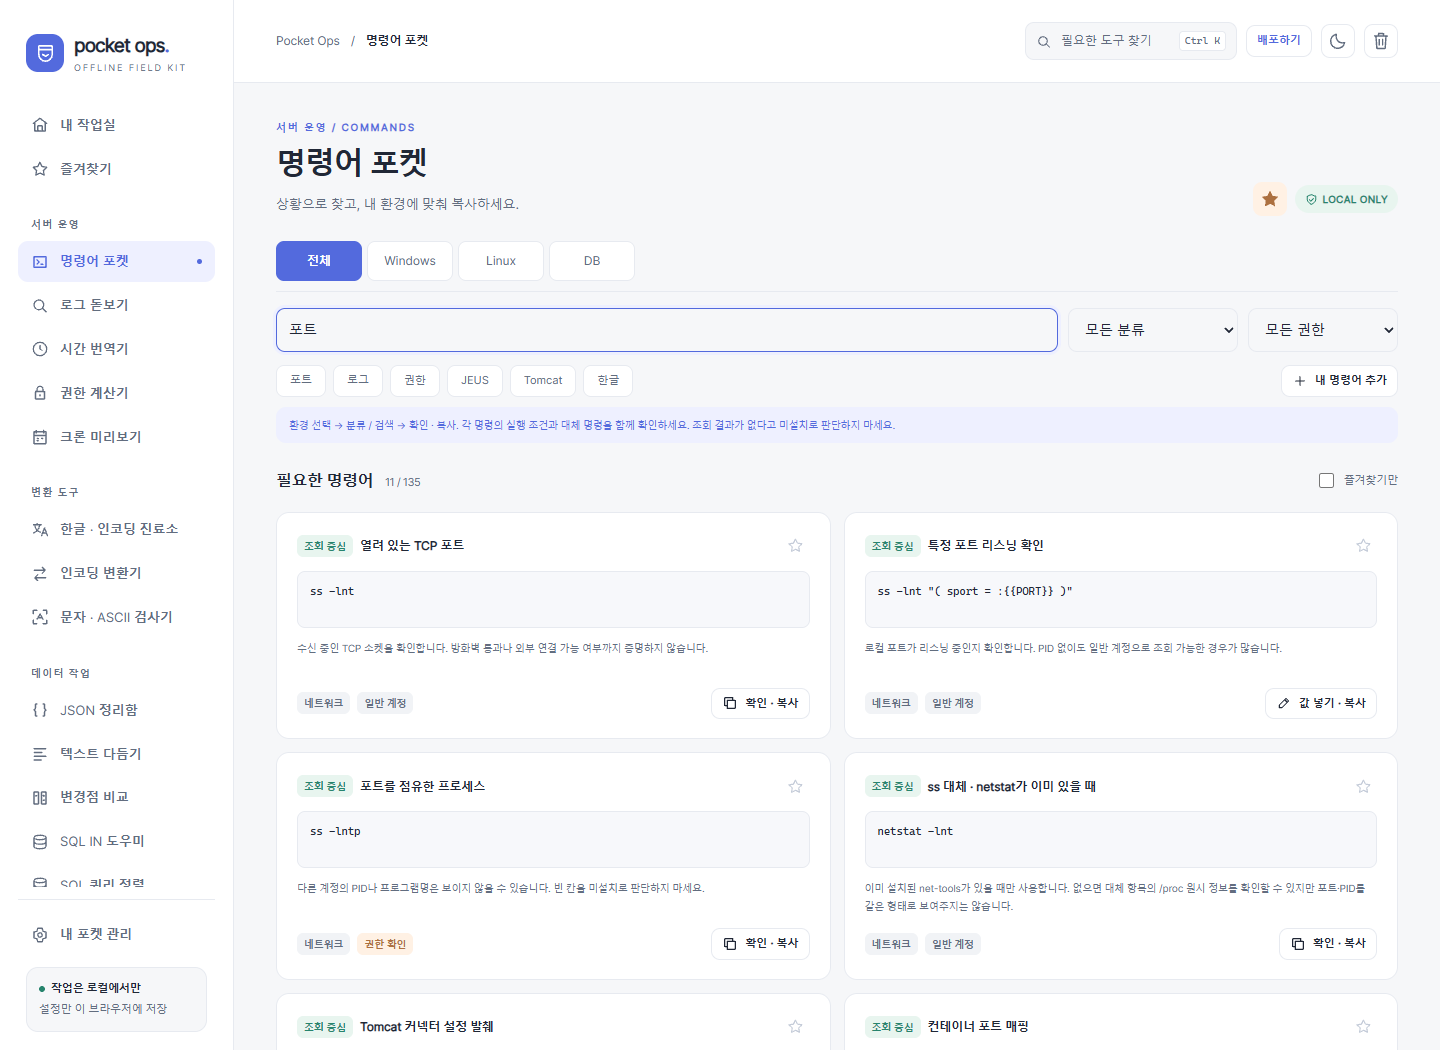 pocket ops.
OFFLINE FIELD KIT
내 작업실
즐겨찾기
서버 운영
명령어 포켓
로그 돋보기
시간 번역기
권한 계산기
크론 미리보기
변환 도구
한글 · 인코딩 진료소
인코딩 변환기
문자 · ASCII 검사기
데이터 작업
JSON 정리함
텍스트 다듬기
변경점 비교
SQL IN 도우미
SQL 쿼리 정렬
내 포켓 관리
작업은 로컬에서만
설정만 이 브라우저에 저장
Pocket Ops / 명령어 포켓
필요한 도구 찾기 Ctrl K
배포하기
서버 운영 / COMMANDS
명령어 포켓
상황으로 찾고, 내 환경에 맞춰 복사하세요.
LOCAL ONLY
전체 Windows Linux DB
포트
모든 분류
모든 권한
포트 로그 권한 JEUS Tomcat 한글
내 명령어 추가
환경 선택 → 분류 / 검색 → 확인 · 복사. 각 명령의 실행 조건과 대체 명령을 함께 확인하세요. 조회 결과가 없다고 미설치로 판단하지 마세요.
필요한 명령어 11 / 135
즐겨찾기만
조회 중심 열려 있는 TCP 포트
ss -lnt
수신 중인 TCP 소켓을 확인합니다. 방화벽 통과나 외부 연결 가능 여부까지 증명하지 않습니다.
네트워크 일반 계정
확인 · 복사
조회 중심 특정 포트 리스닝 확인
ss -lnt "( sport = :{{PORT}} )"
로컬 포트가 리스닝 중인지 확인합니다. PID 없이도 일반 계정으로 조회 가능한 경우가 많습니다.
네트워크 일반 계정
값 넣기 · 복사
조회 중심 포트를 점유한 프로세스
ss -lntp
다른 계정의 PID나 프로그램명은 보이지 않을 수 있습니다. 빈 칸을 미설치로 판단하지 마세요.
네트워크 권한 확인
확인 · 복사
조회 중심 ss 대체 · netstat가 이미 있을 때
netstat -lnt
이미 설치된 net-tools가 있을 때만 사용합니다. 없으면 대체 항목의 /proc 원시 정보를 확인할 수 있지만 포트·PID를
같은 형태로 보여주지는 않습니다.
네트워크 일반 계정
확인 · 복사
조회 중심 Tomcat 커넥터 설정 발췌
조회 중심 컨테이너 포트 매핑